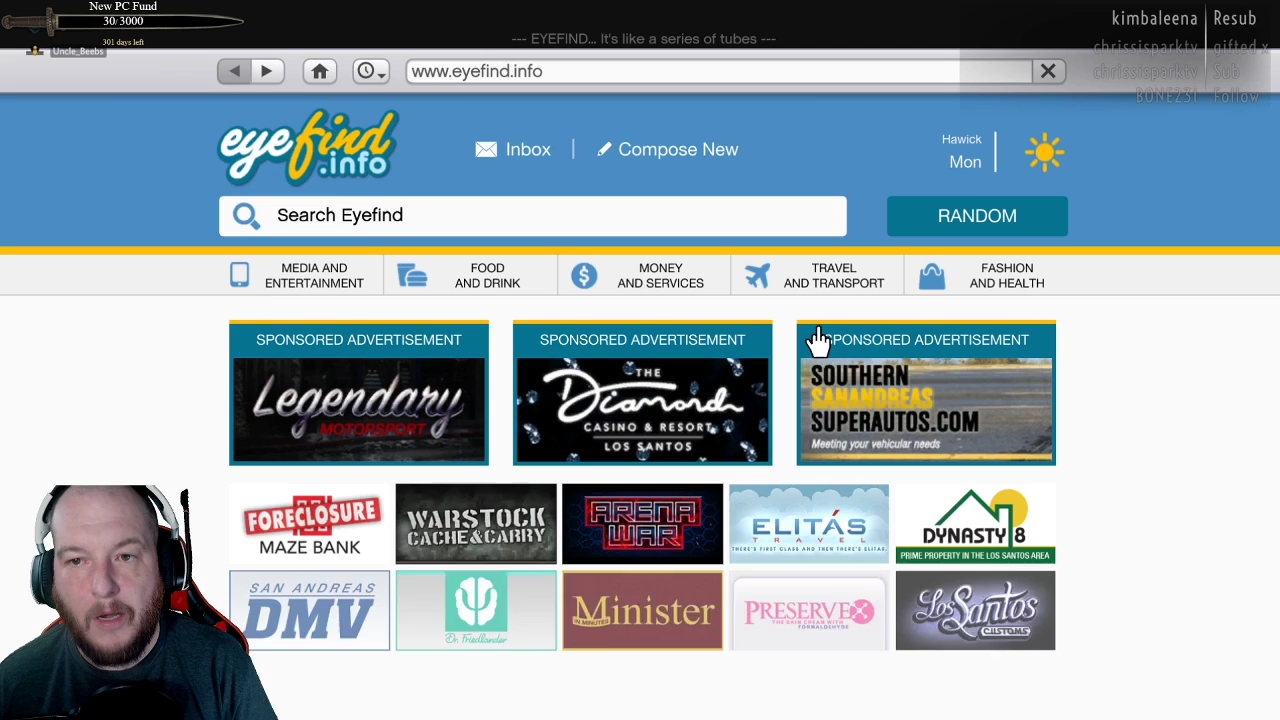 New PC Fund
30/3000
301 days left
Uncle_Beebs
--- EYEFIND... It's like a series of tubes ---
kimbaleena Resub
chrissisparktv gifted x
chrissisparktv Sub
B0NE231 Follow
www.eyefind.info
eyefind.info
Inbox
Compose New
Hawick
Mon
Search Eyefind
RANDOM
MEDIA AND
ENTERTAINMENT
FOOD
AND DRINK
MONEY
AND SERVICES
TRAVEL
AND TRANSPORT
FASHION
AND HEALTH
SPONSORED ADVERTISEMENT
Legendary
MOTORSPORT
SPONSORED ADVERTISEMENT
THE
Diamond
CASINO & RESORT
LOS SANTOS
SPONSORED ADVERTISEMENT
SOUTHERN
SANANDREAS
SUPERAUTOS.COM
Meeting your vehicular needs
FORECLOSURE
MAZE BANK
WARSTOCK
CACHE & CARRY
ARENA
WAR
ELITÁS
TRAVEL
THERE'S FIRST CLASS AND THEN THERE'S ELITÁS.
DYNASTY 8
PRIME PROPERTY IN THE LOS SANTOS AREA
SAN ANDREAS
DMV
Dr. Friedlander
Minister
IN MINUTES
PRESERVEX
THE SKIN CREAM WITH
FORMALDEHYDE
Los Santos
CUSTOMS